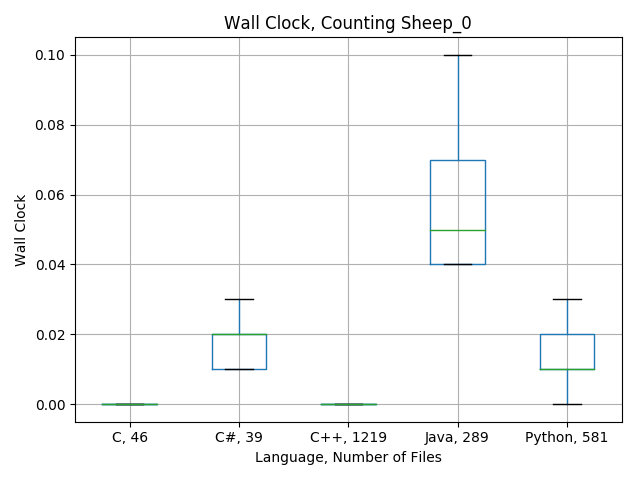 Wall Clock, Counting Sheep_0
0.10
0.08
0.06
0.04
0.02
0.00
Wall Clock
C, 46 C#, 39 C++, 1219 Java, 289 Python, 581
Language, Number of Files